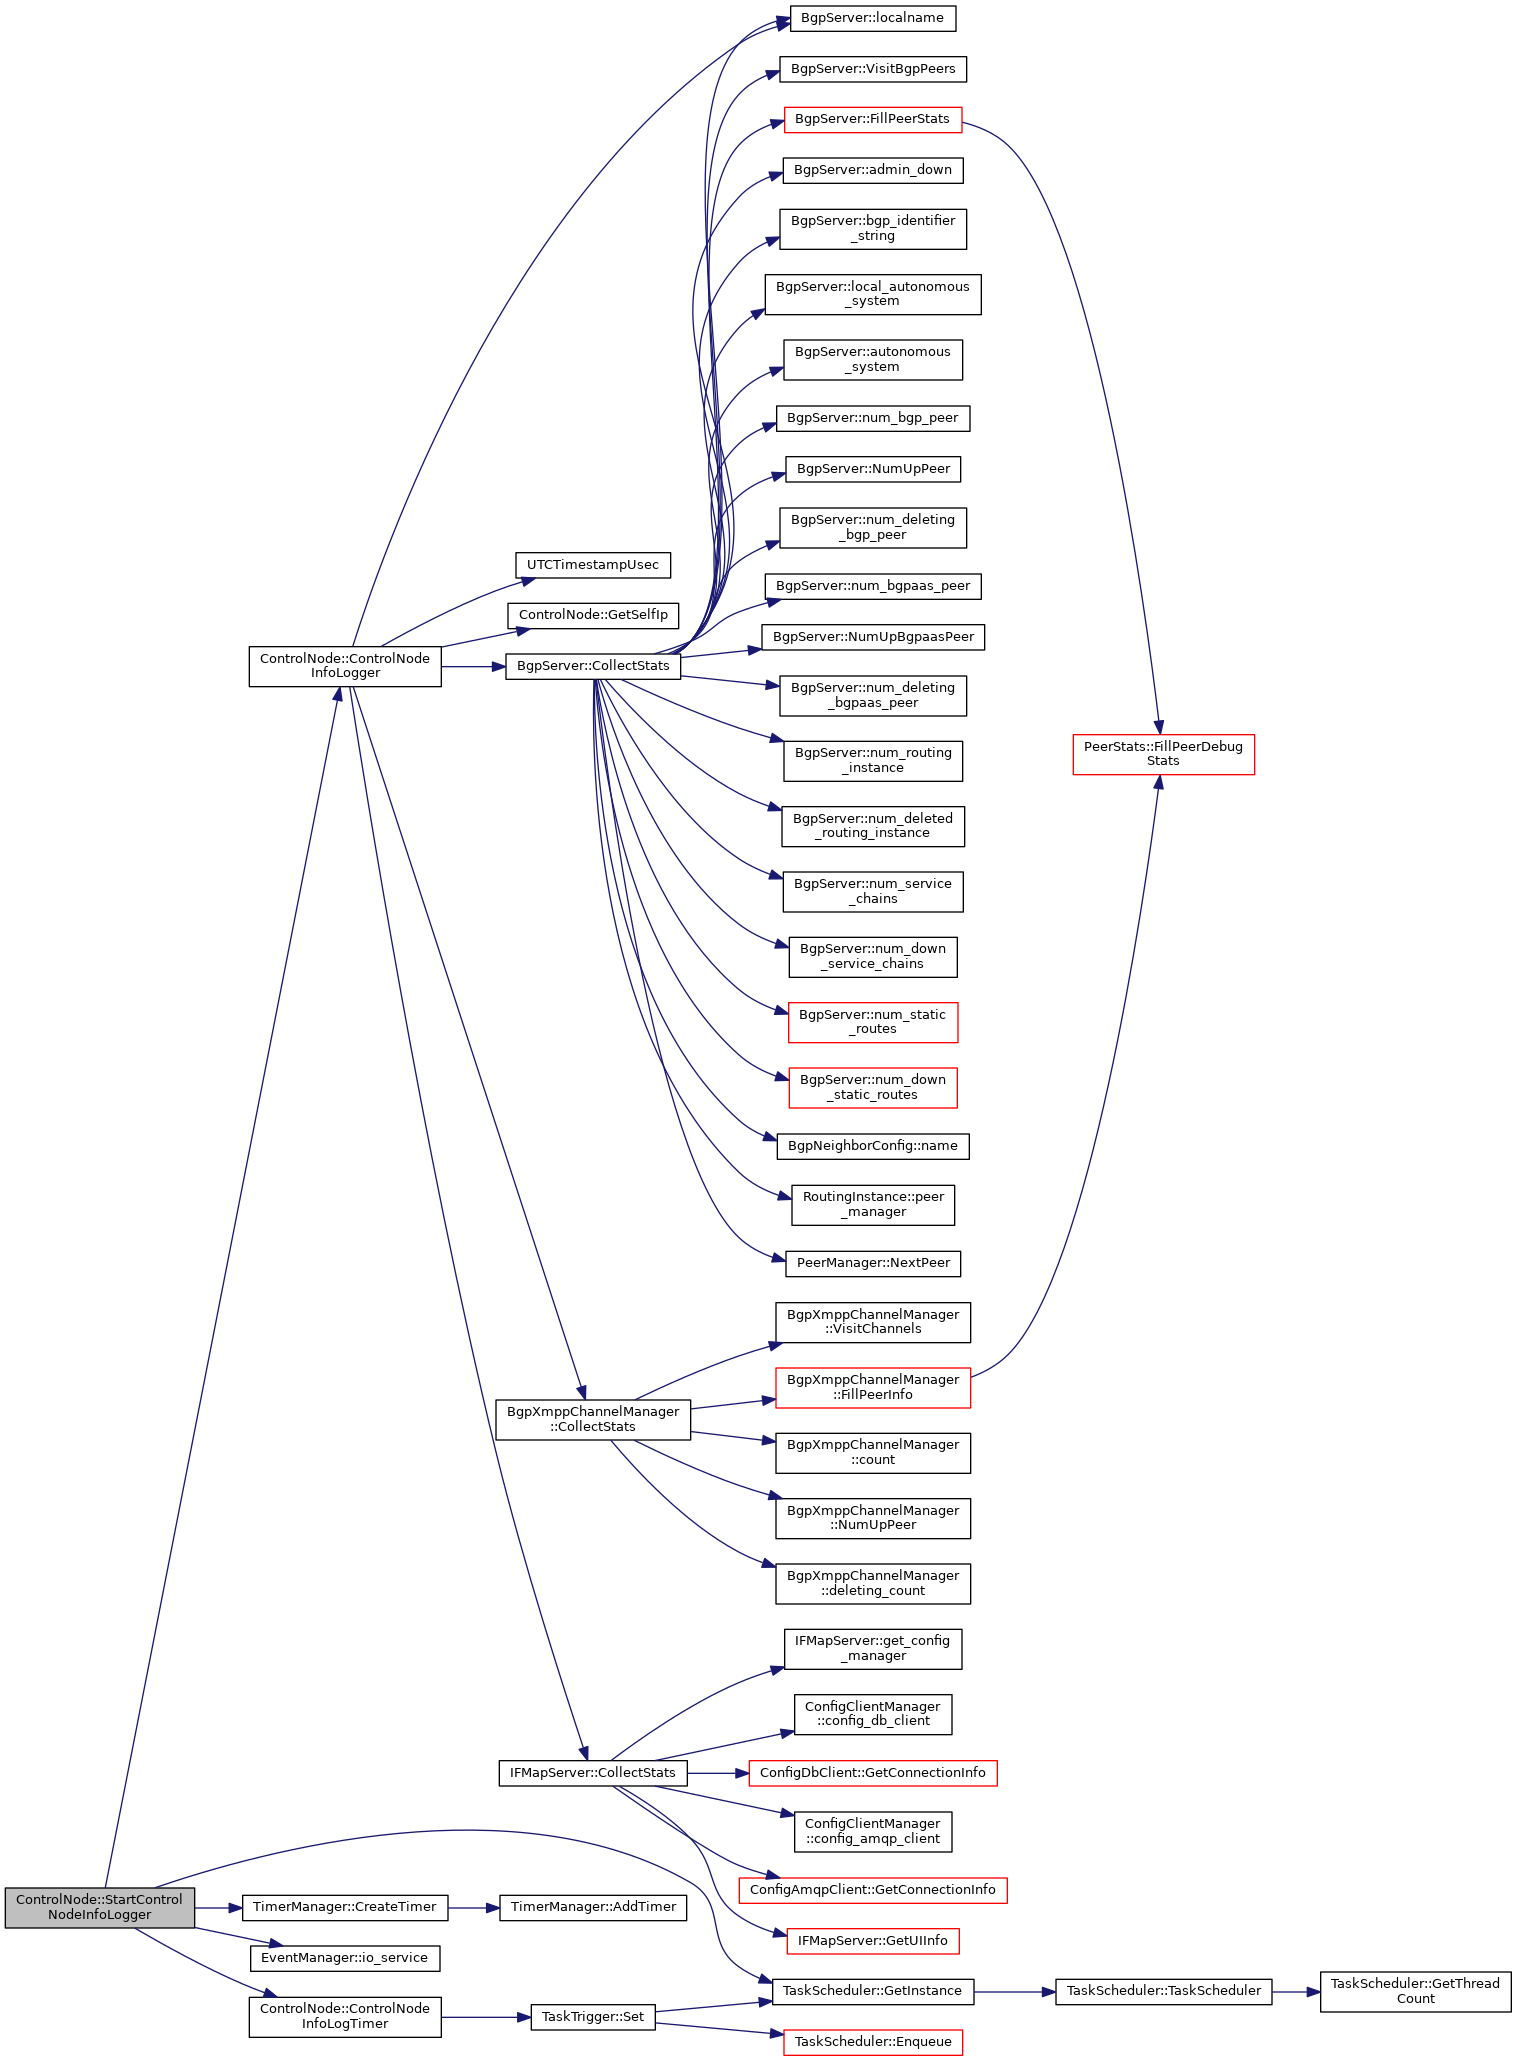 BgpServer::localname
BgpServer::VisitBgpPeers
BgpServer::FillPeerStats
BgpServer::admin_down
BgpServer::bgp_identifier
_string
BgpServer::local_autonomous
_system
BgpServer::autonomous
_system
BgpServer::num_bgp_peer
BgpServer::NumUpPeer
BgpServer::num_deleting
_bgp_peer
UTCTimestampUsec
BgpServer::num_bgpaas_peer
ControlNode::GetSelfIp
BgpServer::NumUpBgpaasPeer
ControlNode::ControlNode
InfoLogger
BgpServer::CollectStats
BgpServer::num_deleting
_bgpaas_peer
BgpServer::num_routing
_instance
PeerStats::FillPeerDebug
Stats
BgpServer::num_deleted
_routing_instance
BgpServer::num_service
_chains
BgpServer::num_down
_service_chains
BgpServer::num_static
_routes
BgpServer::num_down
_static_routes
BgpNeighborConfig::name
RoutingInstance::peer
_manager
PeerManager::NextPeer
BgpXmppChannelManager
::VisitChannels
BgpXmppChannelManager
::FillPeerInfo
BgpXmppChannelManager
::CollectStats
BgpXmppChannelManager
::count
BgpXmppChannelManager
::NumUpPeer
BgpXmppChannelManager
::deleting_count
IFMapServer::get_config
_manager
ConfigClientManager
::config_db_client
IFMapServer::CollectStats
ConfigDbClient::GetConnectionInfo
ConfigClientManager
::config_amqp_client
ConfigAmqpClient::GetConnectionInfo
ControlNode::StartControl
NodeInfoLogger
TimerManager::CreateTimer
TimerManager::AddTimer
IFMapServer::GetUIInfo
EventManager::io_service
TaskScheduler::GetInstance
TaskScheduler::TaskScheduler
TaskScheduler::GetThread
Count
ControlNode::ControlNode
InfoLogTimer
TaskTrigger::Set
TaskScheduler::Enqueue